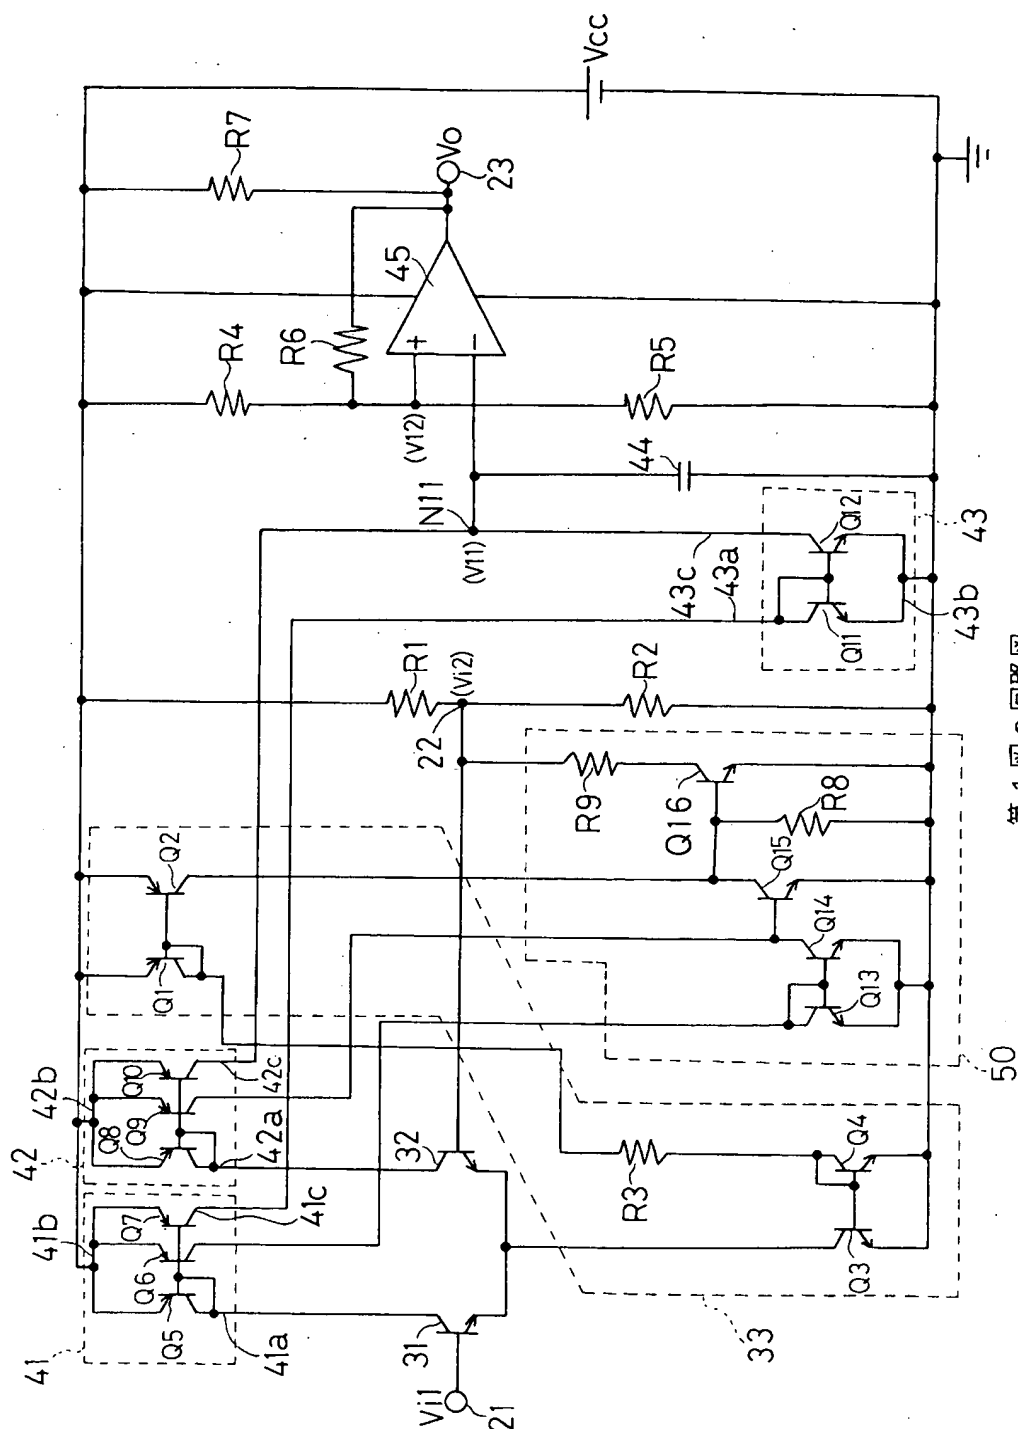 Vcc
R7
Vo
23
45
R4
R6
R5
+
−
(V12)
44
N11
(V11)
43c
43a
Q12
Q11
43
43b
R1
(Vi2)
22
R2
R9
Q16
R8
Q2
Q1
Q15
Q14
Q13
50
42b
42
Q10
Q9
Q8
42c
42a
32
41b
41
Q7
Q6
Q5
41c
41a
31
R3
Q4
Q3
33
Vi1
21